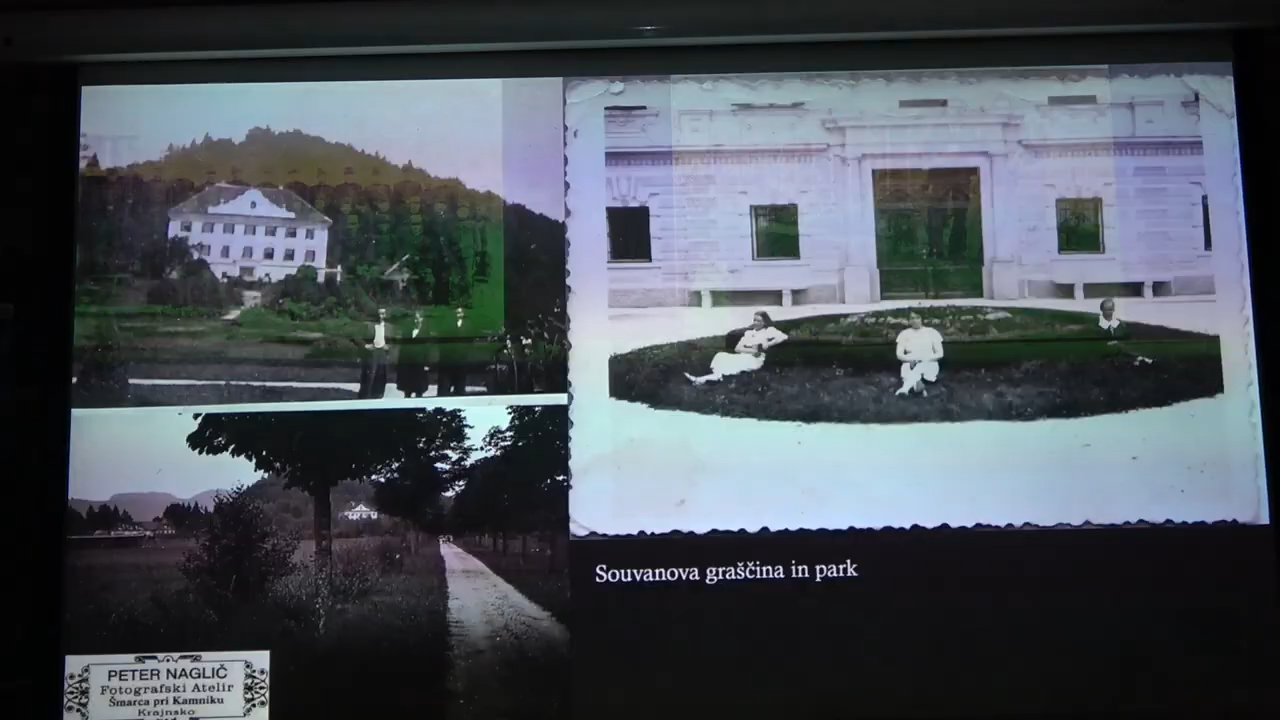 Souvanova graščina in park
PETER NAGLIČ
Fotografski Atelir
Šmarca pri Kamniku
Krajnsko